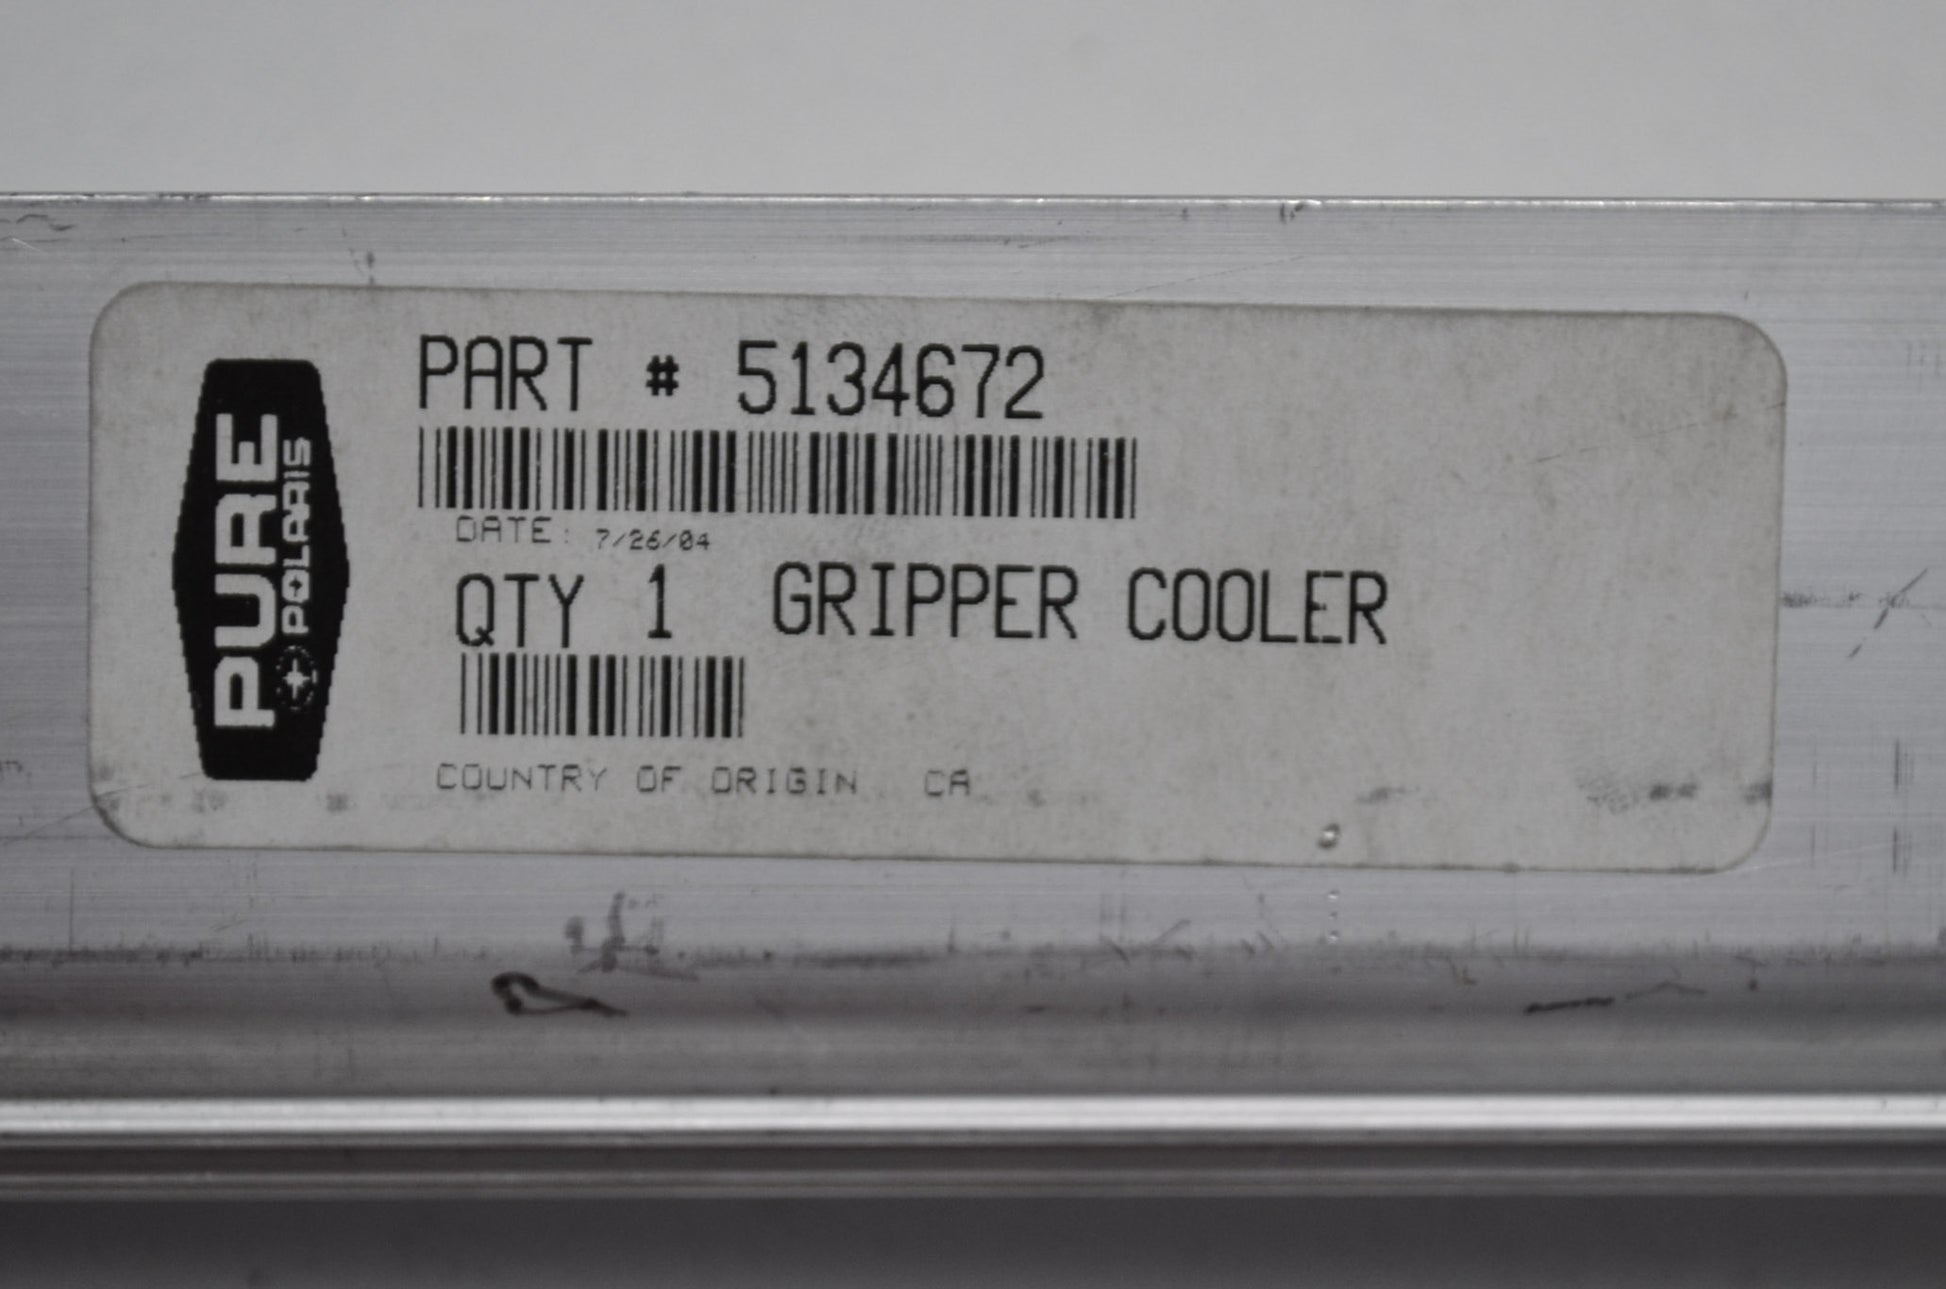 PURE
POLARIS
PART # 5134672
DATE: 7/26/04
QTY 1 GRIPPER COOLER
COUNTRY OF ORIGIN CA